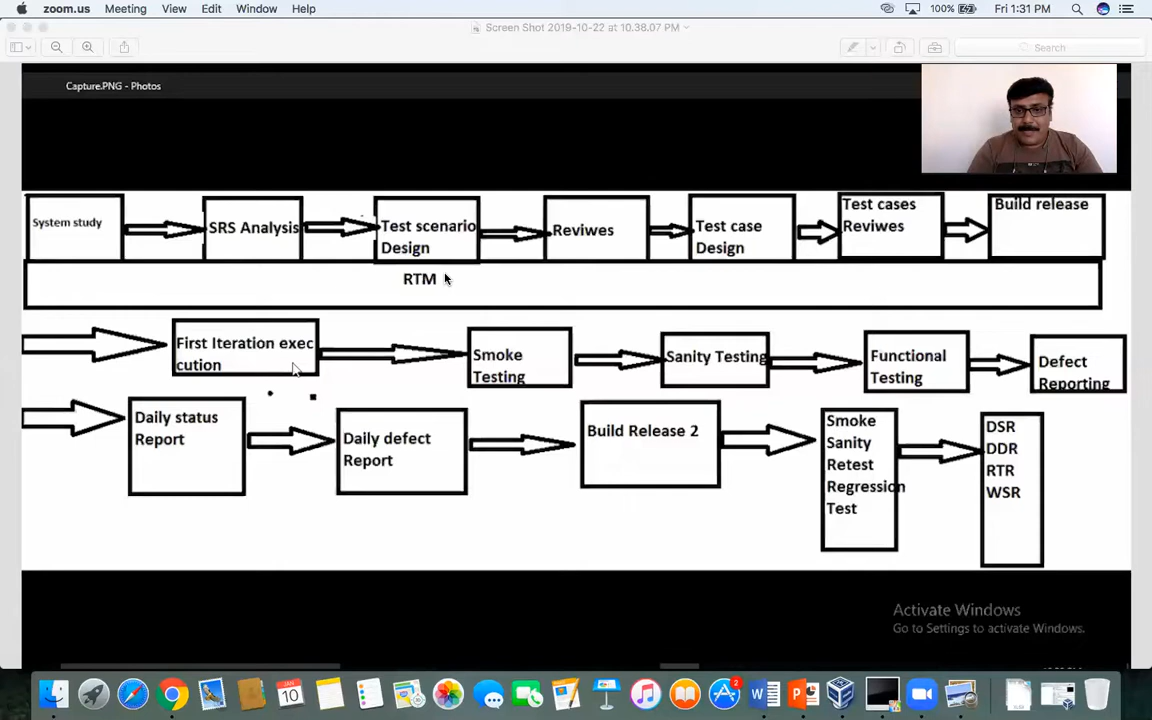 zoom.us Meeting View Edit Window Help
100% Fri 1:31 PM
Screen Shot 2019-10-22 at 10.38.07 PM
Search
Capture.PNG - Photos
System study
SRS Analysis
Test scenario
Design
Reviwes
Test case
Design
Test cases
Reviwes
Build release
RTM
First Iteration exec
cution
Smoke
Testing
Sanity Testing
Functional
Testing
Defect
Reporting
Daily status
Report
Daily defect
Report
Build Release 2
Smoke
Sanity
Retest
Regression
Test
DSR
DDR
RTR
WSR
Activate Windows
Go to Settings to activate Windows.
JAN
10
2